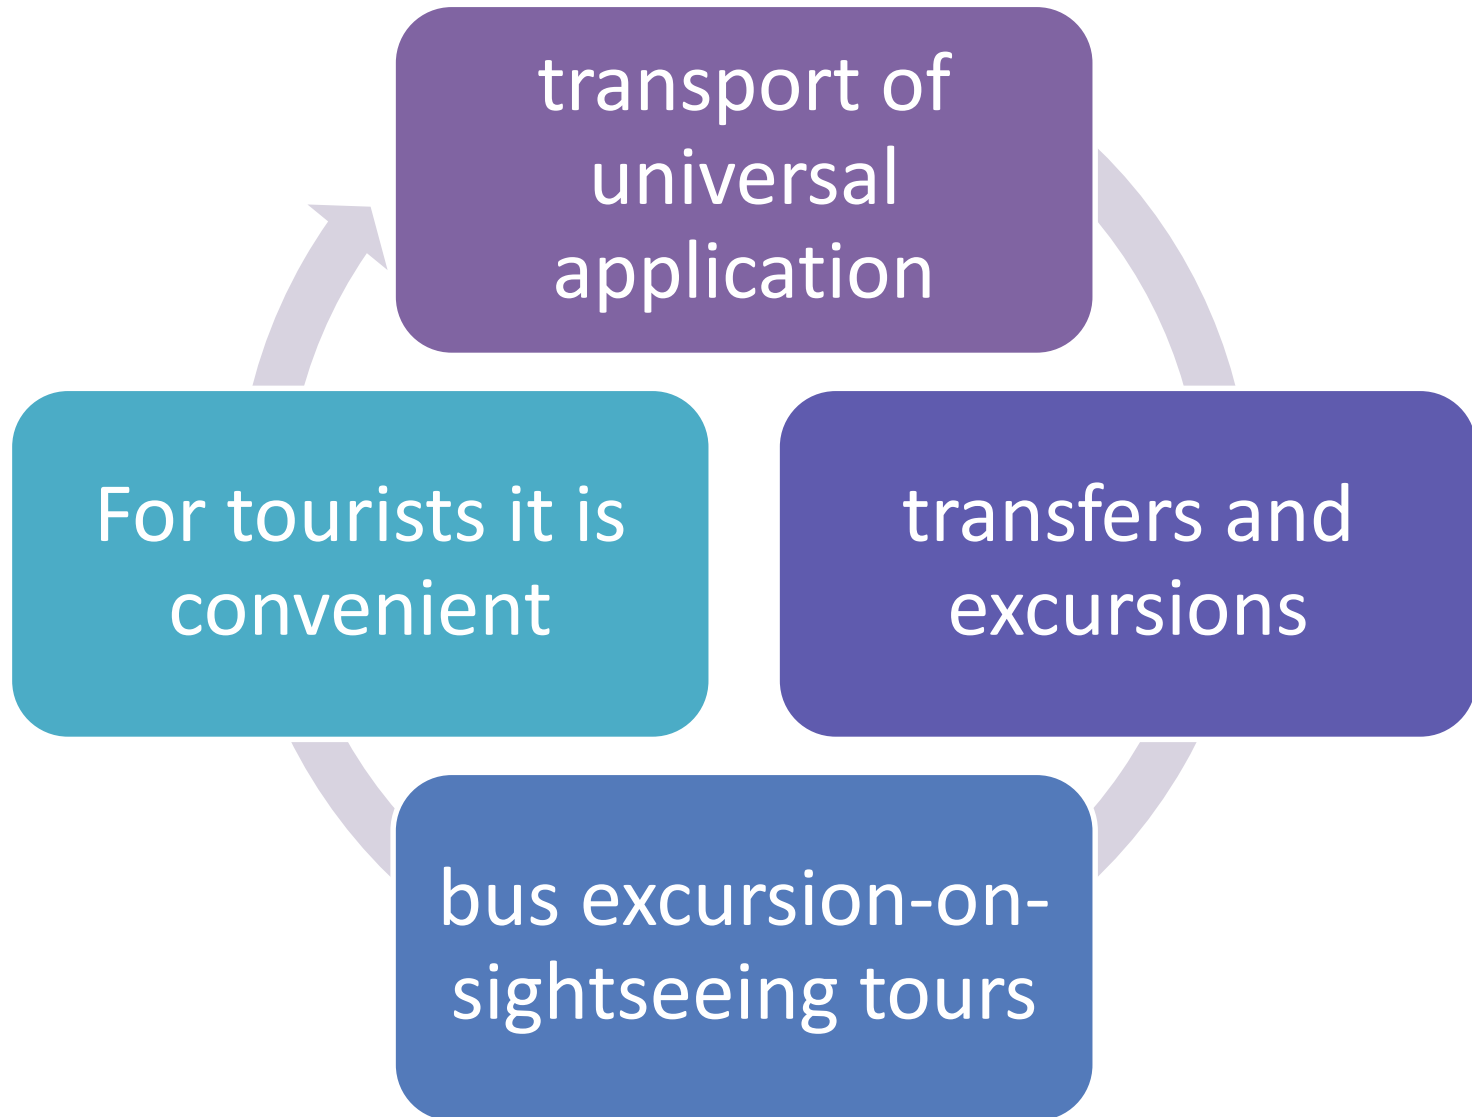 transport of
universal
application
transfers and
excursions
bus excursion-on-
sightseeing tours
For tourists it is
convenient